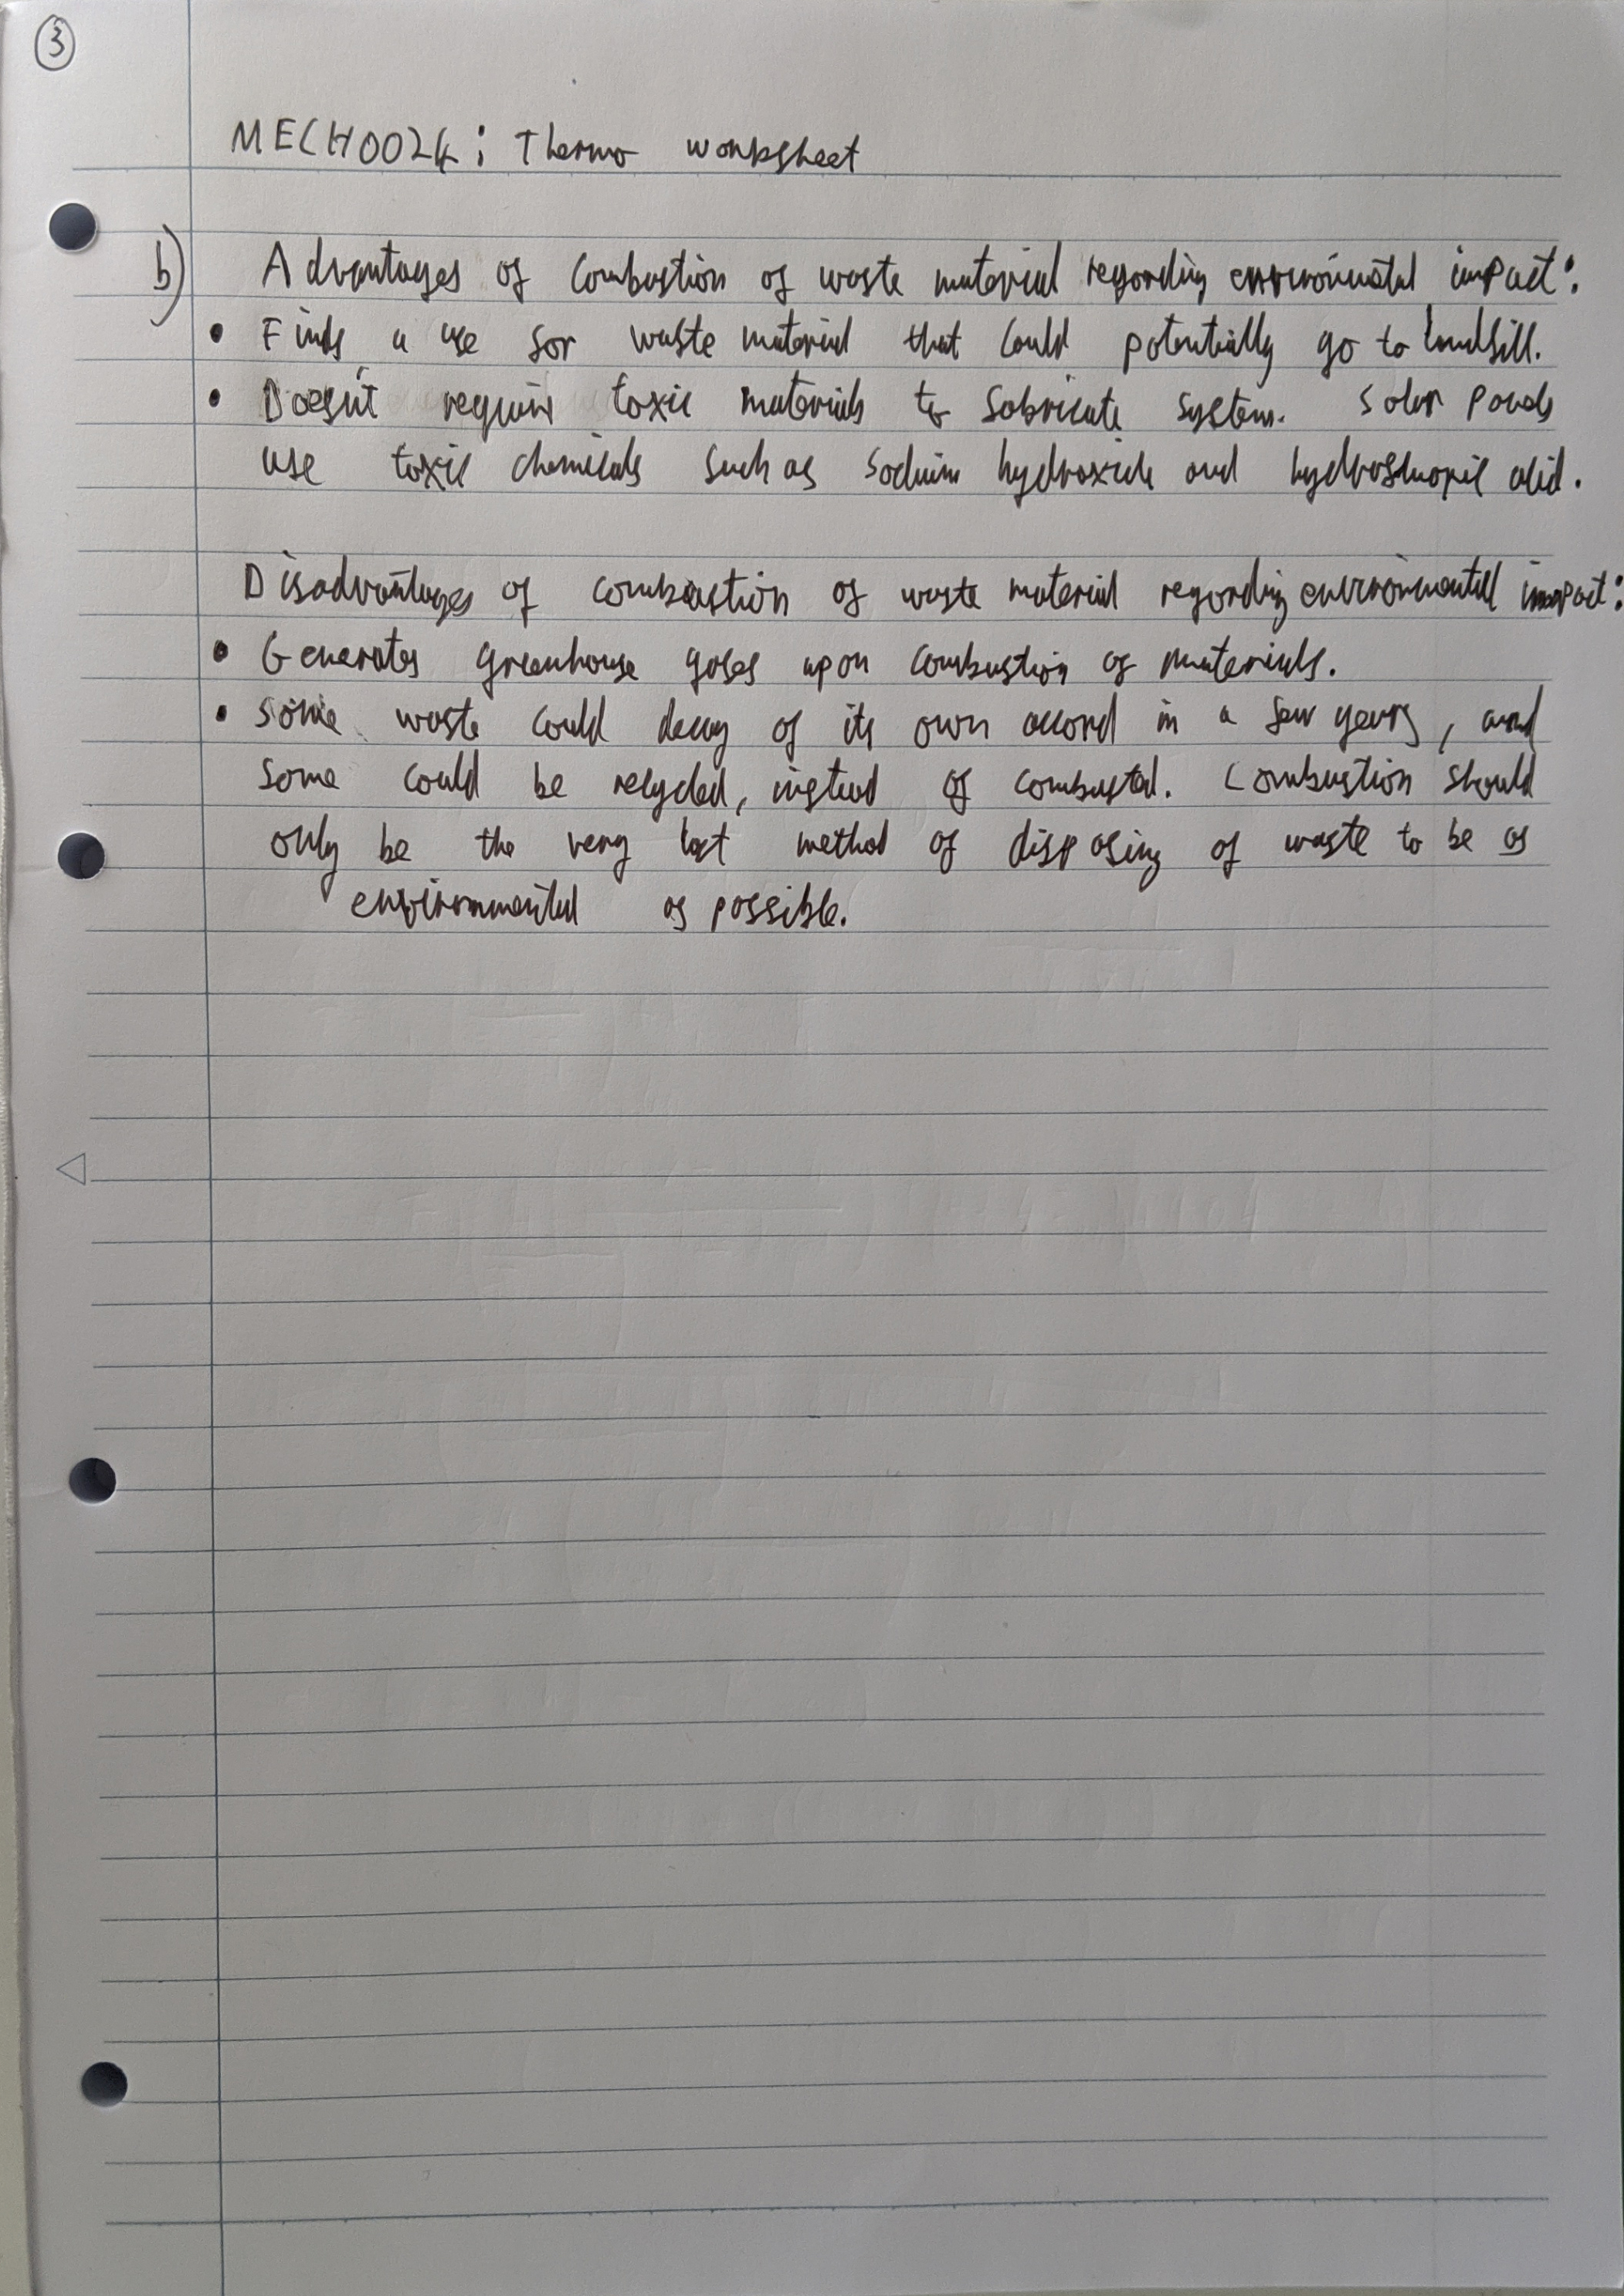 3
MECH0024: Thermo worksheet
b) Advantages of combustion of waste material regarding environmental impact:
• Finds a use for waste material that could potentially go to landfill.
• Doesn't require toxic materials to fabricate system. Solar
use toxic chemicals such as sodium hydroxide and hydrofluoric acid.
Disadvantages of combustion of waste material regarding environmental impact:
• Generates greenhouse gases upon combustion of materials.
• Some waste could decay of its own accord in a few years, and
some could be recycled, instead of combusted. Combustion should
only be the very last method of disposing of waste to be as
environmental as possible.